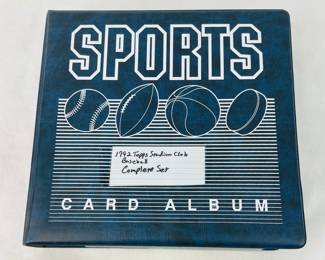 SPORTS
1992 Topps Stadium Club
Baseball
Complete Set
CARD ALBUM